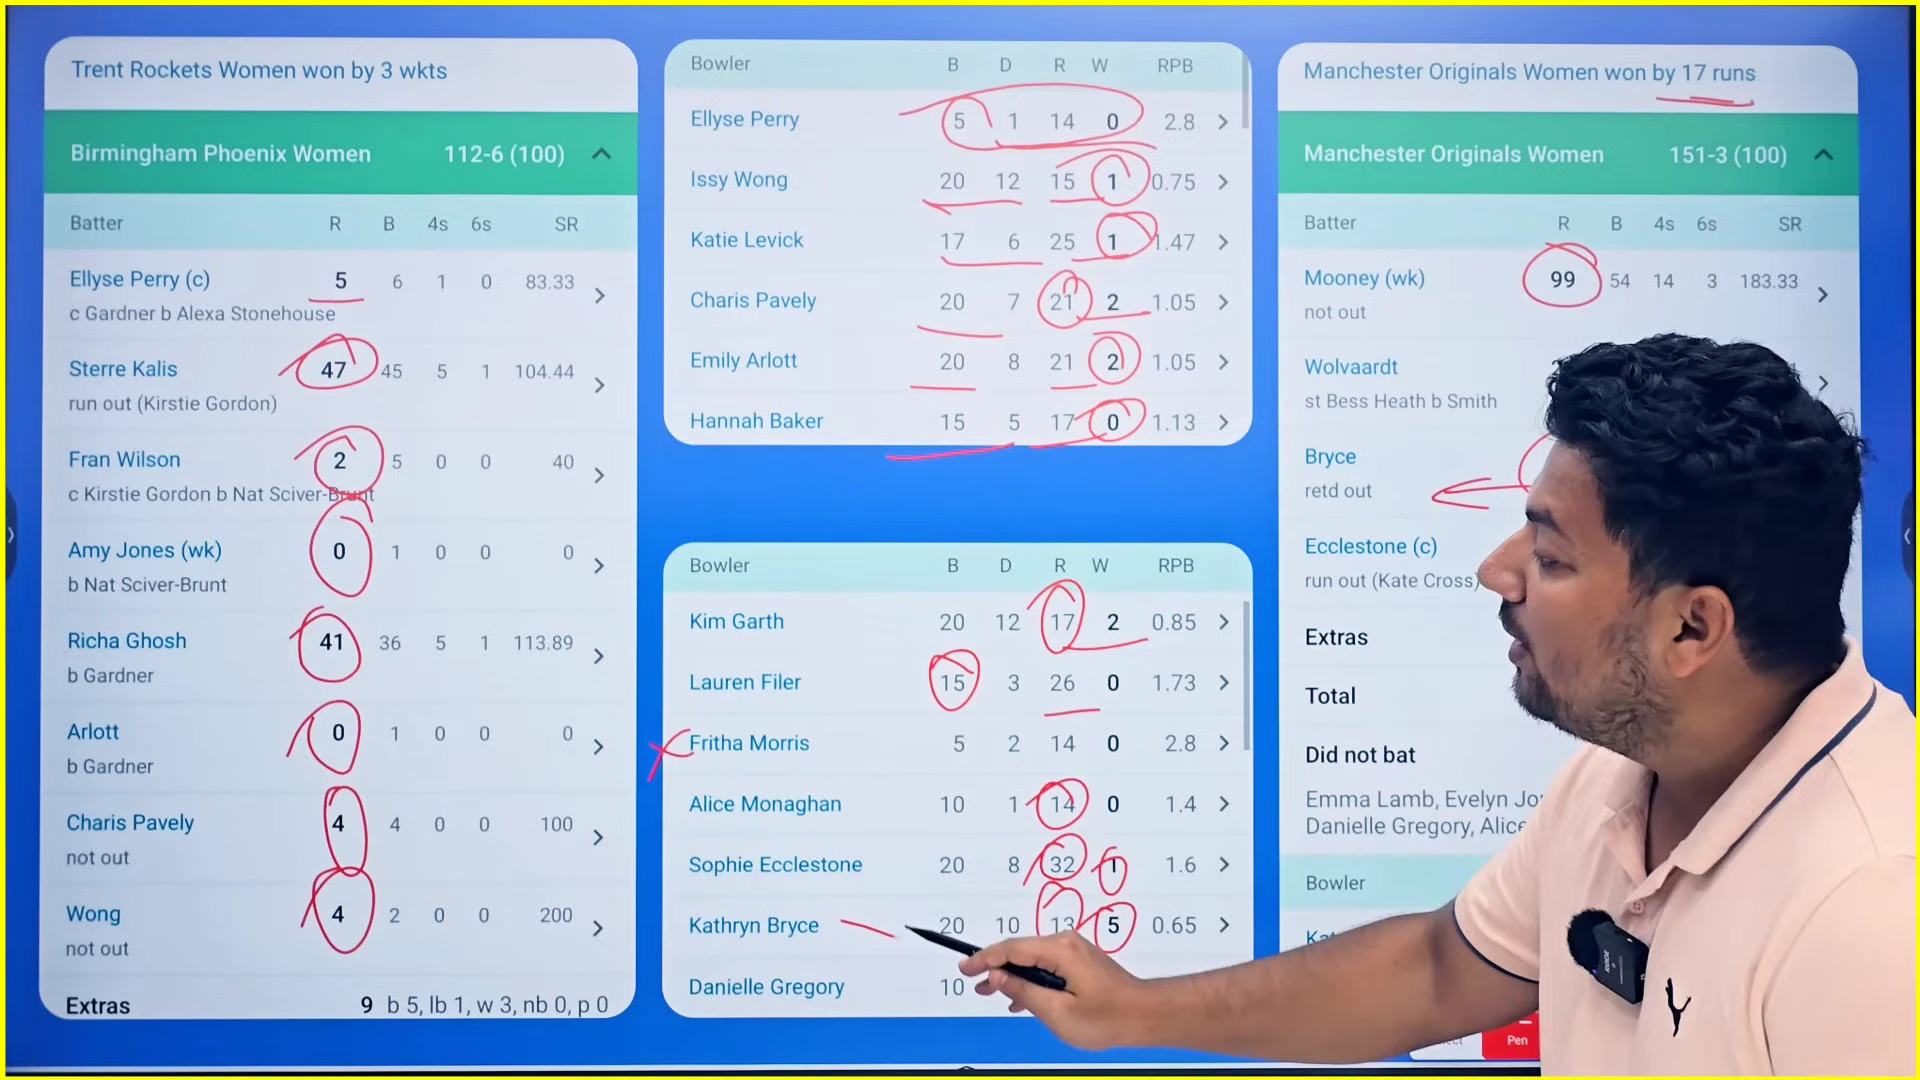 Trent Rockets Women won by 3 wkts
Birmingham Phoenix Women 112-6 (100)
Batter R B 4s 6s SR
Ellyse Perry (c) 5 6 1 0 83.33
c Gardner b Alexa Stonehouse
Sterre Kalis 47 45 5 1 104.44
run out (Kirstie Gordon)
Fran Wilson 2 5 0 0 40
c Kirstie Gordon b Nat Sciver-Brunt
Amy Jones (wk) 0 1 0 0 0
b Nat Sciver-Brunt
Richa Ghosh 41 36 5 1 113.89
b Gardner
Arlott 0 1 0 0 0
b Gardner
Charis Pavely 4 4 0 0 100
not out
Wong 4 2 0 0 200
not out
Extras 9 b 5, lb 1, w 3, nb 0, p 0
Bowler B D R W RPB
Ellyse Perry 5 1 14 0 2.8
Issy Wong 20 12 15 1 0.75
Katie Levick 17 6 25 1 1.47
Charis Pavely 20 7 21 2 1.05
Emily Arlott 20 8 21 2 1.05
Hannah Baker 15 5 17 0 1.13
Bowler B D R W RPB
Kim Garth 20 12 17 2 0.85
Lauren Filer 15 3 26 0 1.73
Fritha Morris 5 2 14 0 2.8
Alice Monaghan 10 1 14 0 1.4
Sophie Ecclestone 20 8 32 1 1.6
Kathryn Bryce 20 10 13 5 0.65
Danielle Gregory 10
Manchester Originals Women won by 17 runs
Manchester Originals Women 151-3 (100)
Batter R B 4s 6s SR
Mooney (wk) 99 54 14 3 183.33
not out
Wolvaardt
st Bess Heath b Smith
Bryce
retd out
Ecclestone (c)
run out (Kate Cross)
Extras
Total
Did not bat
Emma Lamb, Evelyn Jo
Danielle Gregory, Alice
Bowler
Kat
Pen
RODE